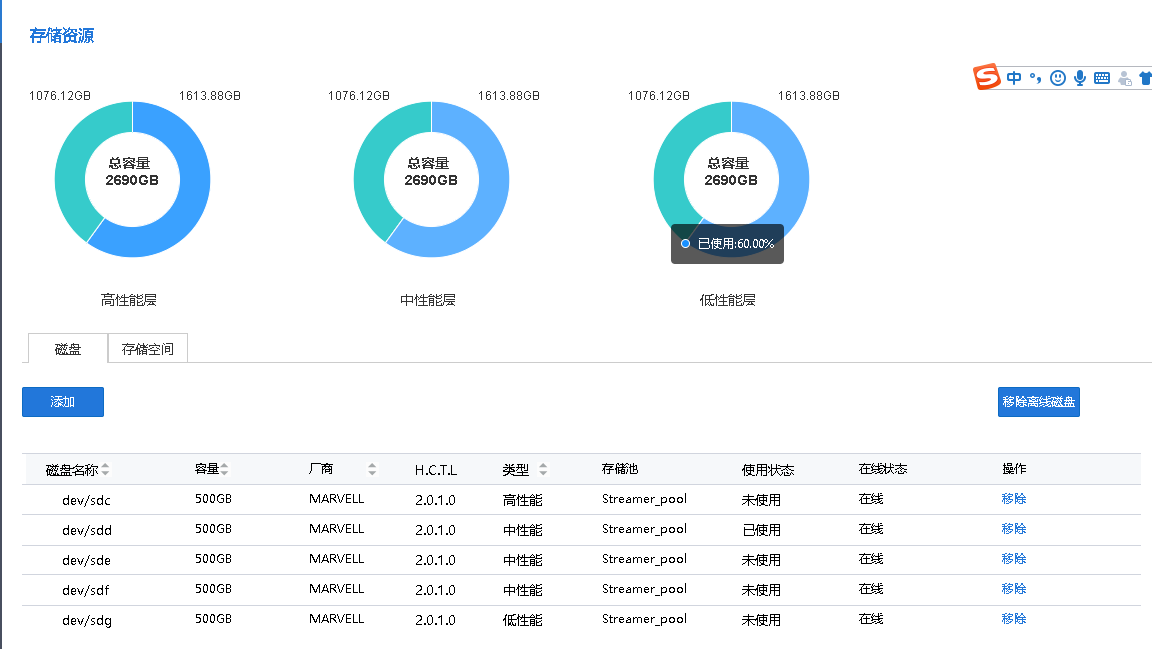 存储资源
中
1076.12GB 1613.88GB 1076.12GB 1613.88GB 1076.12GB 1613.88GB
总容量 总容量 总容量
2690GB 2690GB 2690GB
已使用:60.00%
高性能层 中性能层 低性能层
磁盘 存储空间
添加 移除离线磁盘
磁盘名称 容量 厂商 H.C.T.L 类型 存储池 使用状态 在线状态 操作
dev/sdc 500GB MARVELL 2.0.1.0 高性能 Streamer_pool 未使用 在线 移除
dev/sdd 500GB MARVELL 2.0.1.0 中性能 Streamer_pool 已使用 在线 移除
dev/sde 500GB MARVELL 2.0.1.0 中性能 Streamer_pool 未使用 在线 移除
dev/sdf 500GB MARVELL 2.0.1.0 中性能 Streamer_pool 未使用 在线 移除
dev/sdg 500GB MARVELL 2.0.1.0 低性能 Streamer_pool 未使用 在线 移除